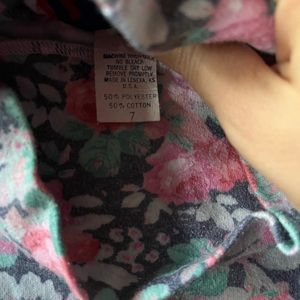 MACHINE WASH WARM
NO BLEACH
TUMBLE DRY LOW
REMOVE PROMPTLY
MADE IN LENEXA, KS
U.S.A.
50% POLYESTER
50% COTTON
7